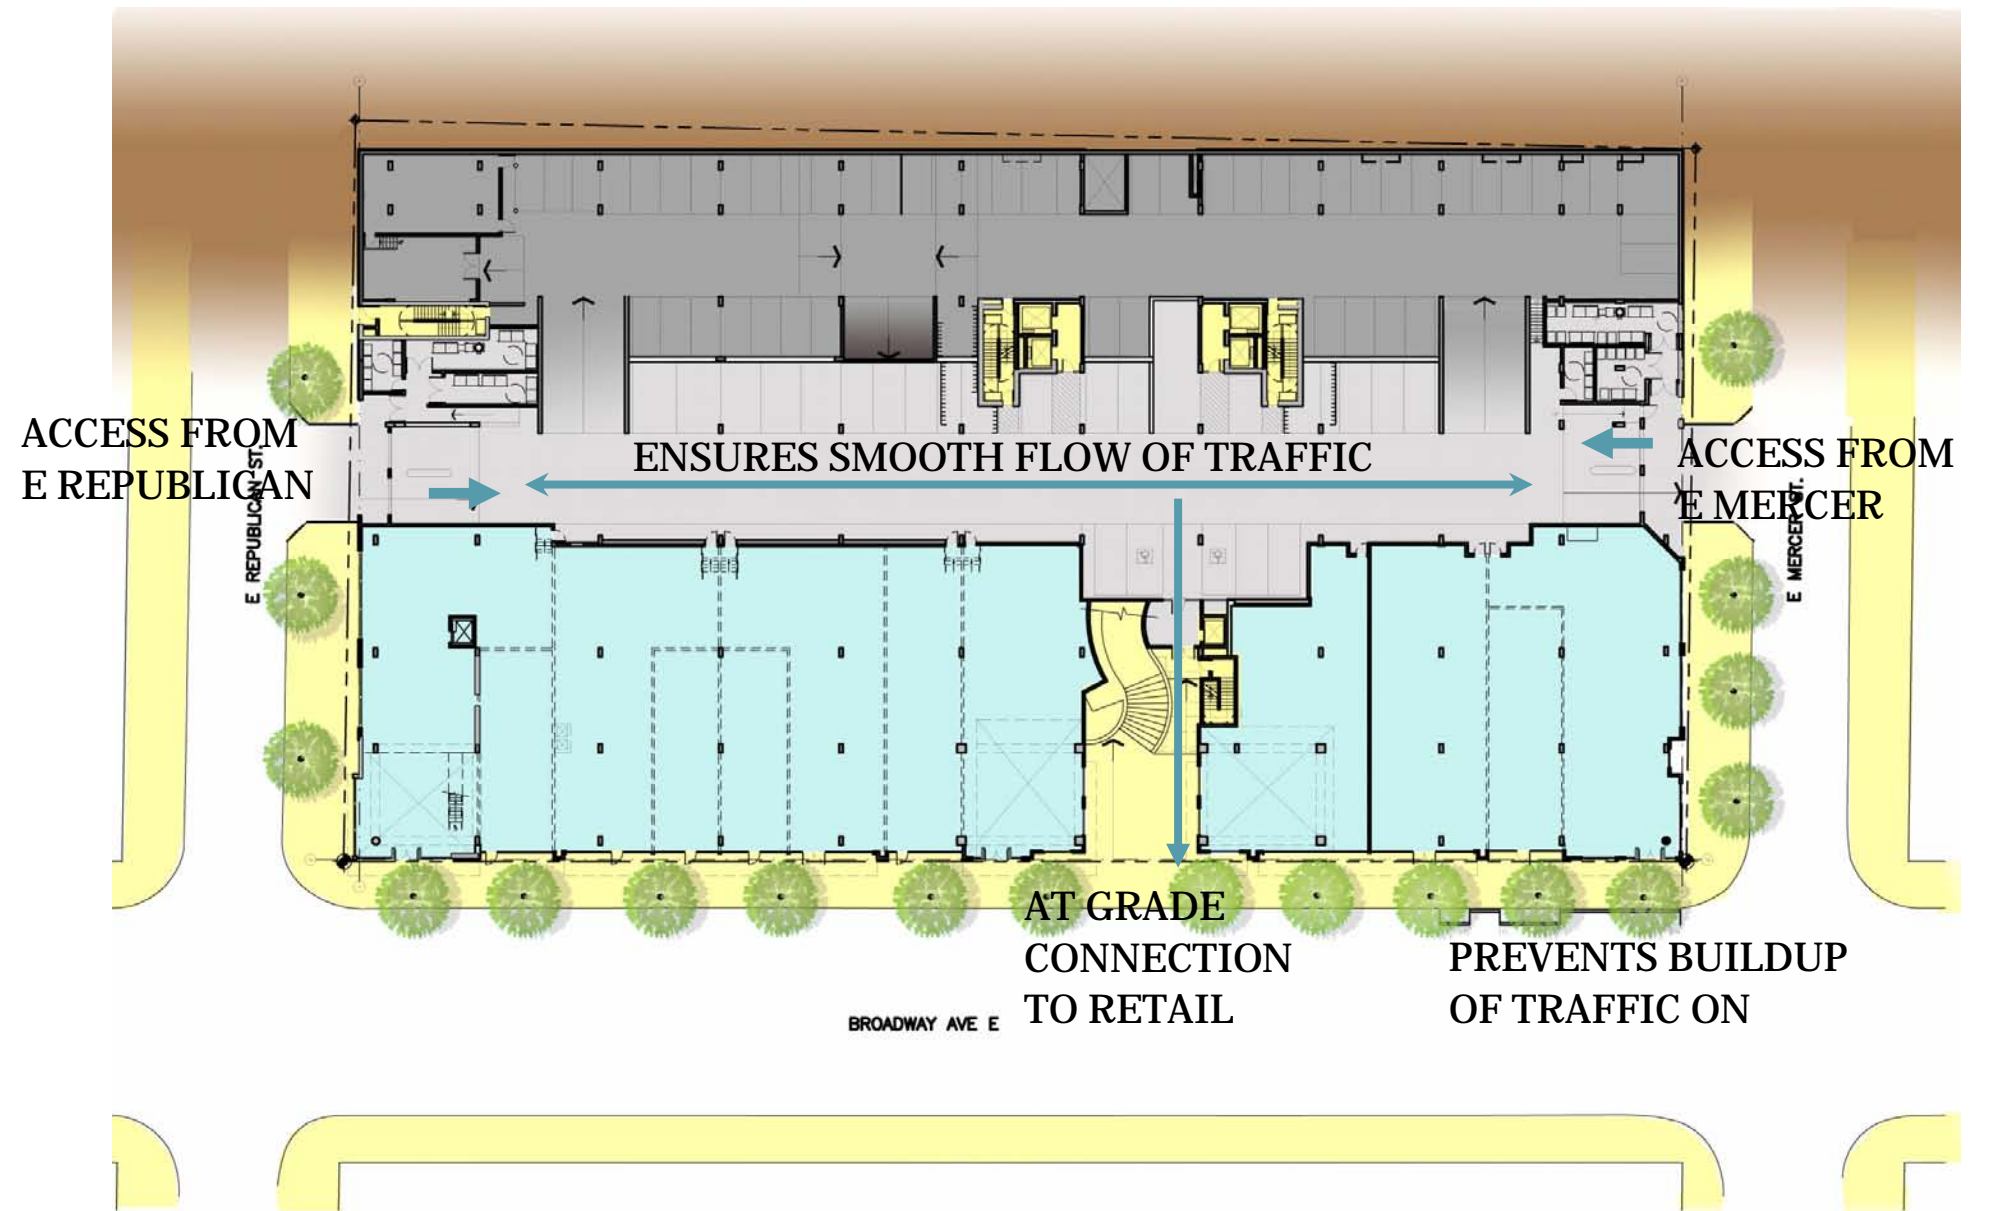 ACCESS FROM
E REPUBLICAN
E REPUBLICAN ST.
ENSURES SMOOTH FLOW OF TRAFFIC
ACCESS FROM
E MERCER
E MERCER ST.
AT GRADE
CONNECTION
TO RETAIL
PREVENTS BUILDUP
OF TRAFFIC ON
BROADWAY AVE E